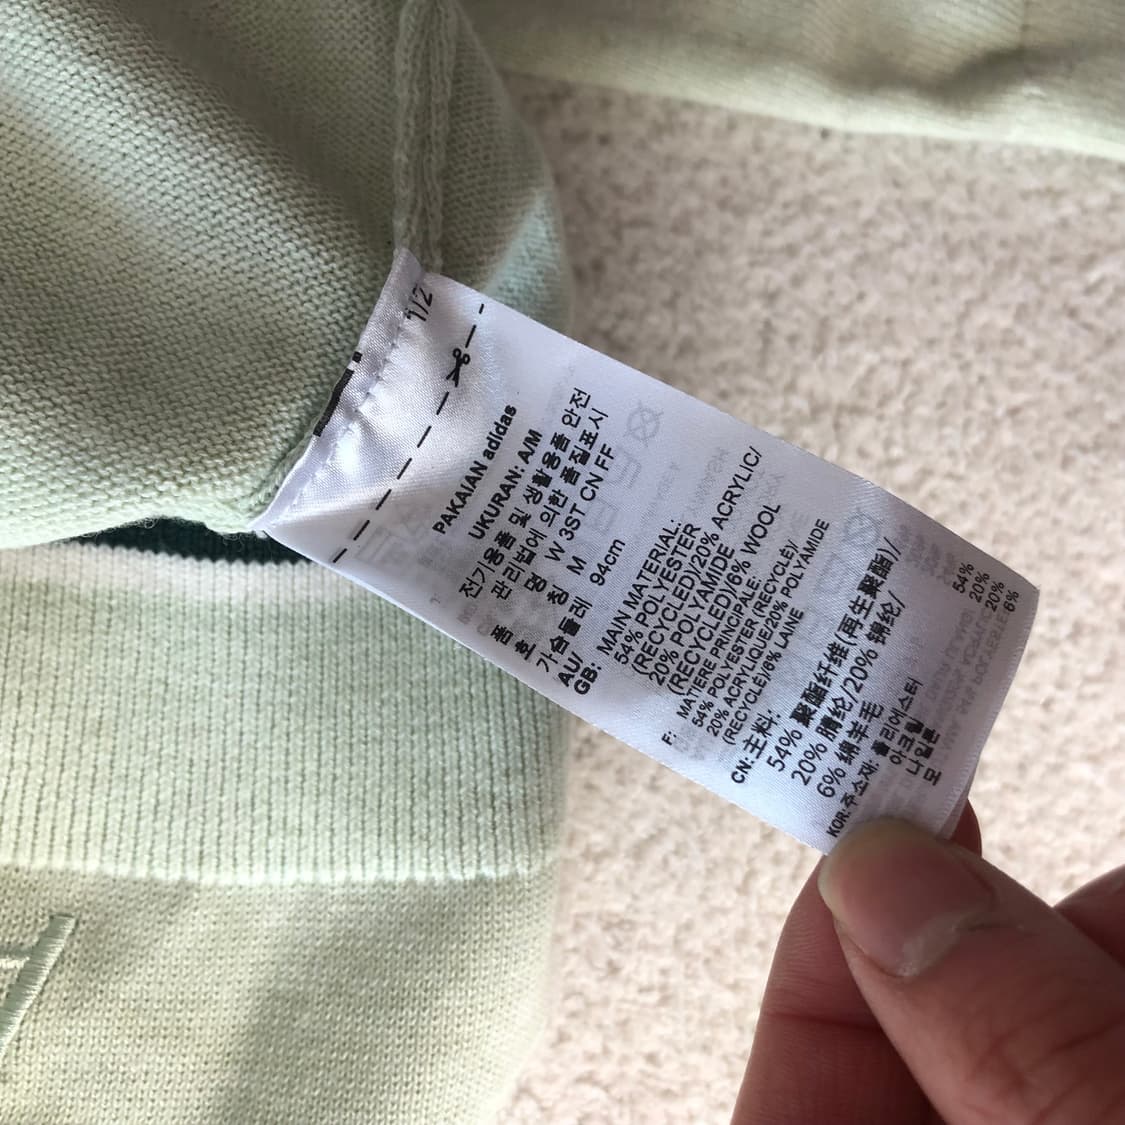 1/2
PAKAIAN adidas
UKURAN: A/M
전기용품 및 생활용품 안전
관리법에 의한 품질표시
품 명 W 3ST CN FF
호 칭 M
가슴둘레 94cm
AU/
GB: MAIN MATERIAL:
54% POLYESTER
(RECYCLED)/20% ACRYLIC/
20% POLYAMIDE
(RECYCLED)/6% WOOL
F: MATIERE PRINCIPALE:
54% POLYESTER (RECYCLÉ)/
20% ACRYLIQUE/20% POLYAMIDE
(RECYCLÉ)/6% LAINE
CN: 主料:
54% 聚酯纤维(再生聚酯)/
20% 腈纶/20% 锦纶/
6% 绵羊毛
KOR: 주소재: 폴리에스터 54%
아크릴 20%
나일론 20%
모 6%